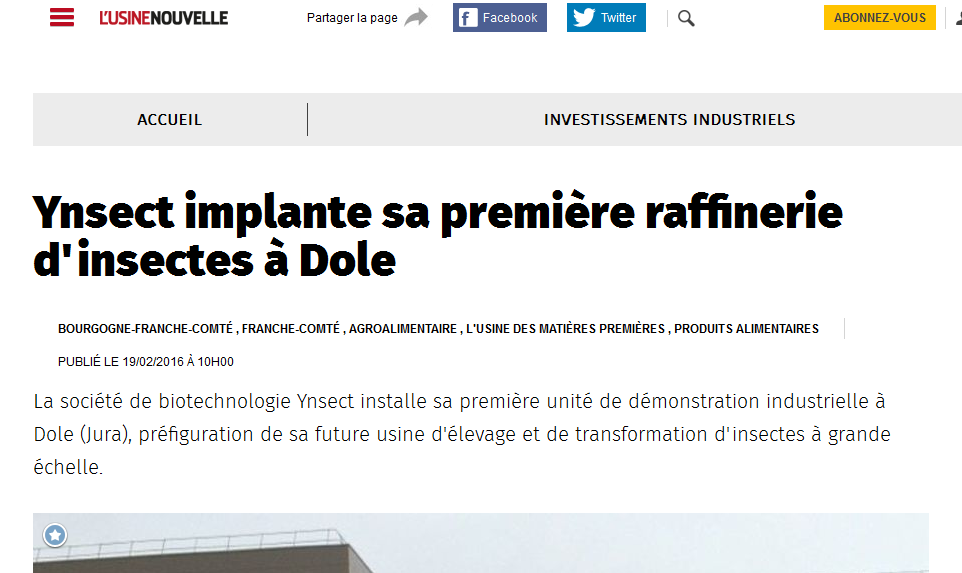 L'USINENOUVELLE
Partager la page
Facebook
Twitter
ABONNEZ-VOUS
ACCUEIL
INVESTISSEMENTS INDUSTRIELS
Ynsect implante sa première raffinerie
d'insectes à Dole
BOURGOGNE-FRANCHE-COMTÉ , FRANCHE-COMTÉ , AGROALIMENTAIRE , L'USINE DES MATIÈRES PREMIÈRES , PRODUITS ALIMENTAIRES
PUBLIÉ LE 19/02/2016 À 10H00
La société de biotechnologie Ynsect installe sa première unité de démonstration industrielle à
Dole (Jura), préfiguration de sa future usine d'élevage et de transformation d'insectes à grande
échelle.